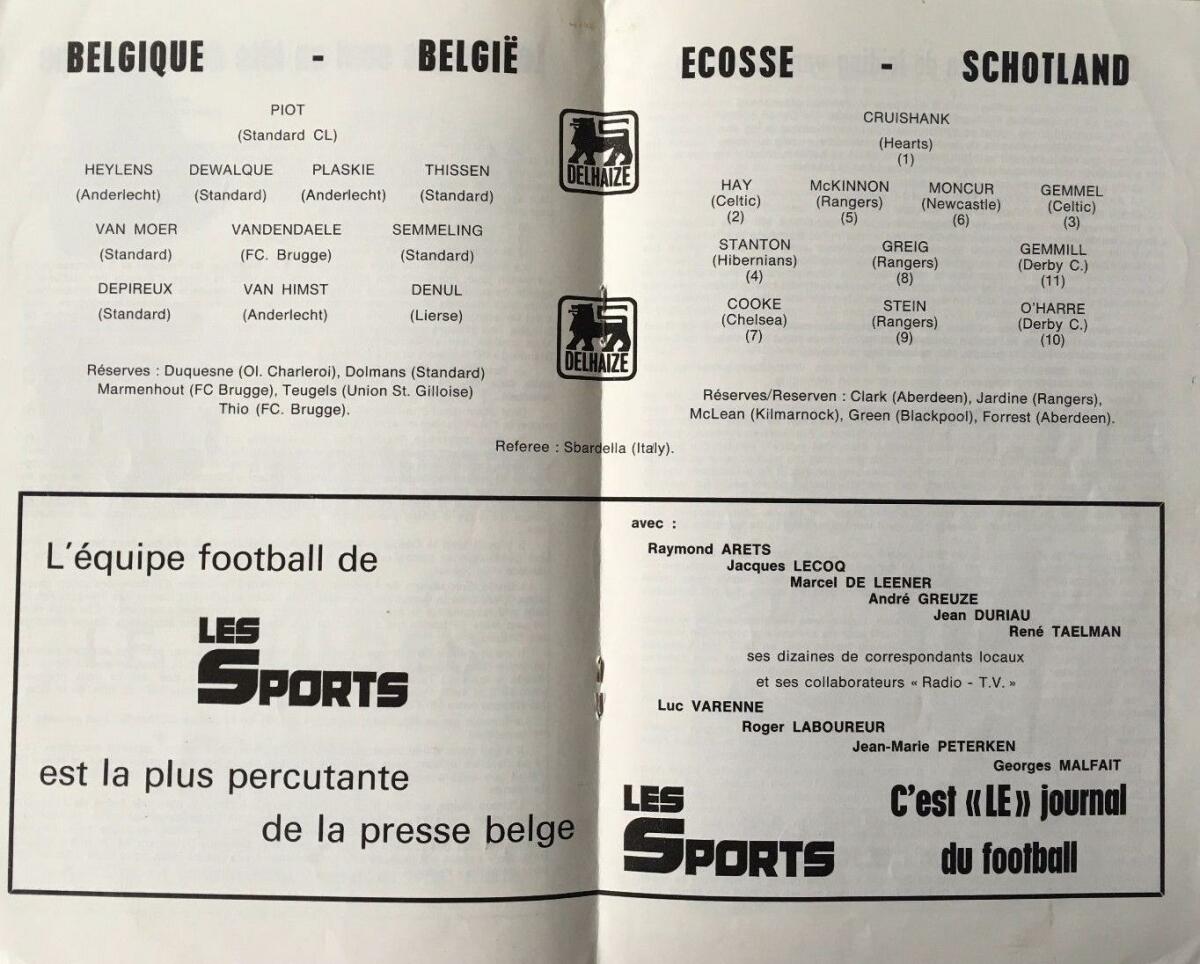 BELGIQUE - BELGIË
PIOT
(Standard CL)
HEYLENS DEWALQUE PLASKIE THISSEN
(Anderlecht) (Standard) (Anderlecht) (Standard)
VAN MOER VANDENDAELE SEMMELING
(Standard) (FC. Brugge) (Standard)
DEPIREUX VAN HIMST DENUL
(Standard) (Anderlecht) (Lierse)
Réserves : Duquesne (Ol. Charleroi), Dolmans (Standard)
Marmenhout (FC Brugge), Teugels (Union St. Gilloise)
Thio (FC. Brugge).
DELHAIZE
DELHAIZE
ECOSSE - SCHOTLAND
CRUISHANK
(Hearts)
(1)
HAY McKINNON MONCUR GEMMEL
(Celtic) (Rangers) (Newcastle) (Celtic)
(2) (5) (6) (3)
STANTON GREIG GEMMILL
(Hibernians) (Rangers) (Derby C.)
(4) (8) (11)
COOKE STEIN O'HARRE
(Chelsea) (Rangers) (Derby C.)
(7) (9) (10)
Réserves/Reserven : Clark (Aberdeen), Jardine (Rangers),
McLean (Kilmarnock), Green (Blackpool), Forrest (Aberdeen).
Referee : Sbardella (Italy).
L'équipe football de
LES
SPORTS
est la plus percutante
de la presse belge
avec :
Raymond ARETS
Jacques LECOQ
Marcel DE LEENER
André GREUZE
Jean DURIAU
René TAELMAN
ses dizaines de correspondants locaux
et ses collaborateurs « Radio - T.V. »
Luc VARENNE
Roger LABOUREUR
Jean-Marie PETERKEN
Georges MALFAIT
LES
SPORTS
C'est «LE» journal
du football